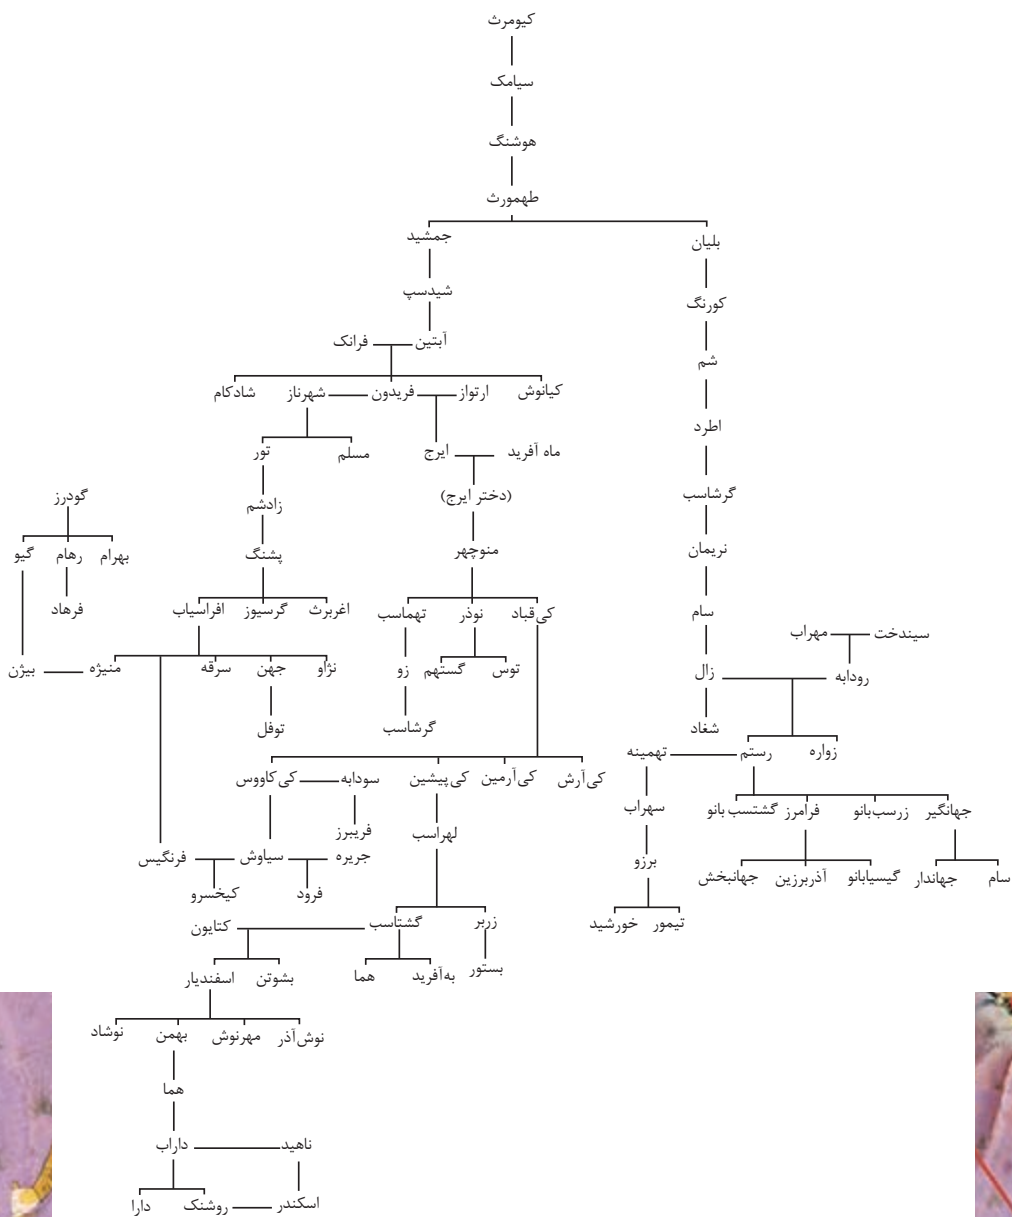 کیومرث
سیامک
هوشنگ
طهمورث
بلیان جمشید
کورنگ شیدسپ
آبتین فرانک
شم
کیانوش ارتواز فریدون شهرناز شادکام
اطرد
ماه آفرید ایرج مسلم تور
گرشاسب (دختر ایرج) زادشم گودرز
نریمان منوچهر پشنگ بهرام رهام گیو
سام کی‌قباد نوذر تهماسب اغریرث گرسیوز افراسیاب فرهاد
سیندخت مهراب
رودابه زال توس گستهم زو نژاو جهن سرقه منیژه بیژن
شغاد گرشاسب توفل
زواره رستم تهمینه
کی‌آرش کی‌آرمین کی‌پیشین سودابه کی‌کاووس
جهانگیر زرسب‌بانو فرامرز گشتسب بانو سهراب
لهراسب فریبرز
برزو جریره سیاوش فرنگیس
سام جهاندار گیسیابانو آذربرزین جهانبخش
فرود کیخسرو
تیمور خورشید زربر گشتاسب کتایون
بستور به‌آفرید هما بشوتن اسفندیار
نوش‌آذر مهرنوش بهمن نوشاد
هما
ناهید داراب
اسکندر روشنک دارا